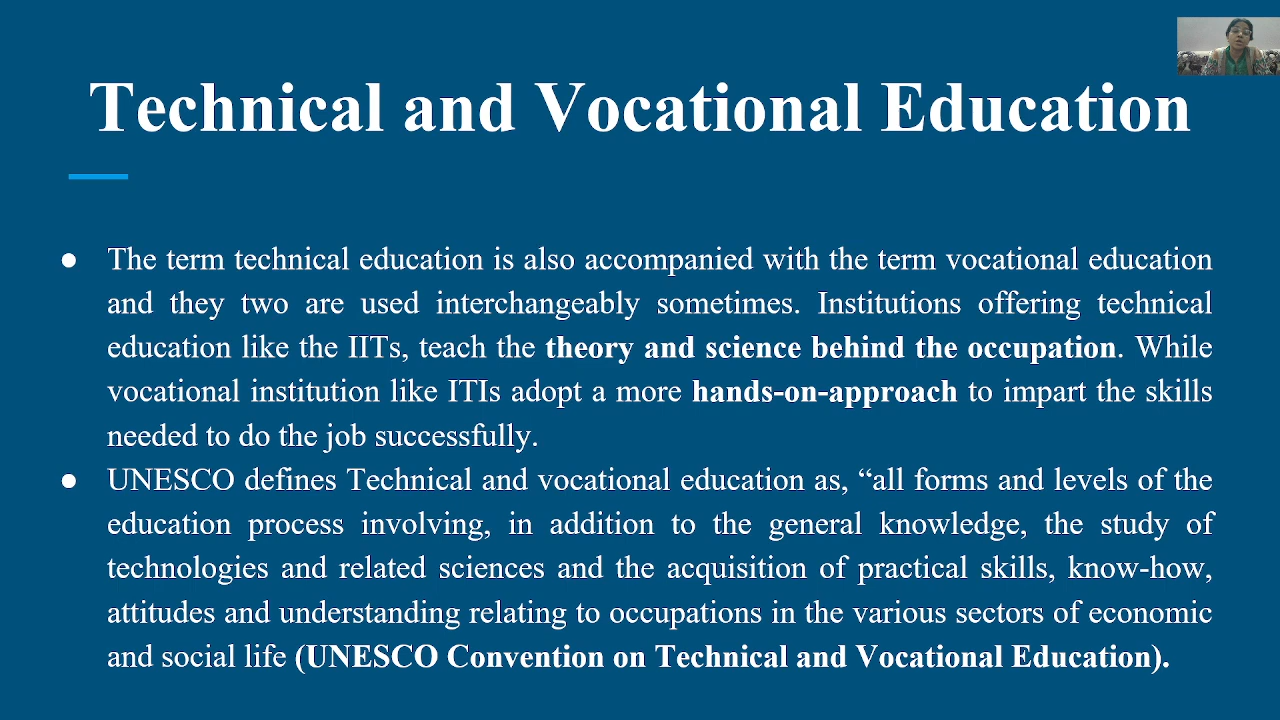 Technical and Vocational Education
● The term technical education is also accompanied with the term vocational education
and they two are used interchangeably sometimes. Institutions offering technical
education like the IITs, teach the theory and science behind the occupation. While
vocational institution like ITIs adopt a more hands-on-approach to impart the skills
needed to do the job successfully.
● UNESCO defines Technical and vocational education as, “all forms and levels of the
education process involving, in addition to the general knowledge, the study of
technologies and related sciences and the acquisition of practical skills, know-how,
attitudes and understanding relating to occupations in the various sectors of economic
and social life (UNESCO Convention on Technical and Vocational Education).